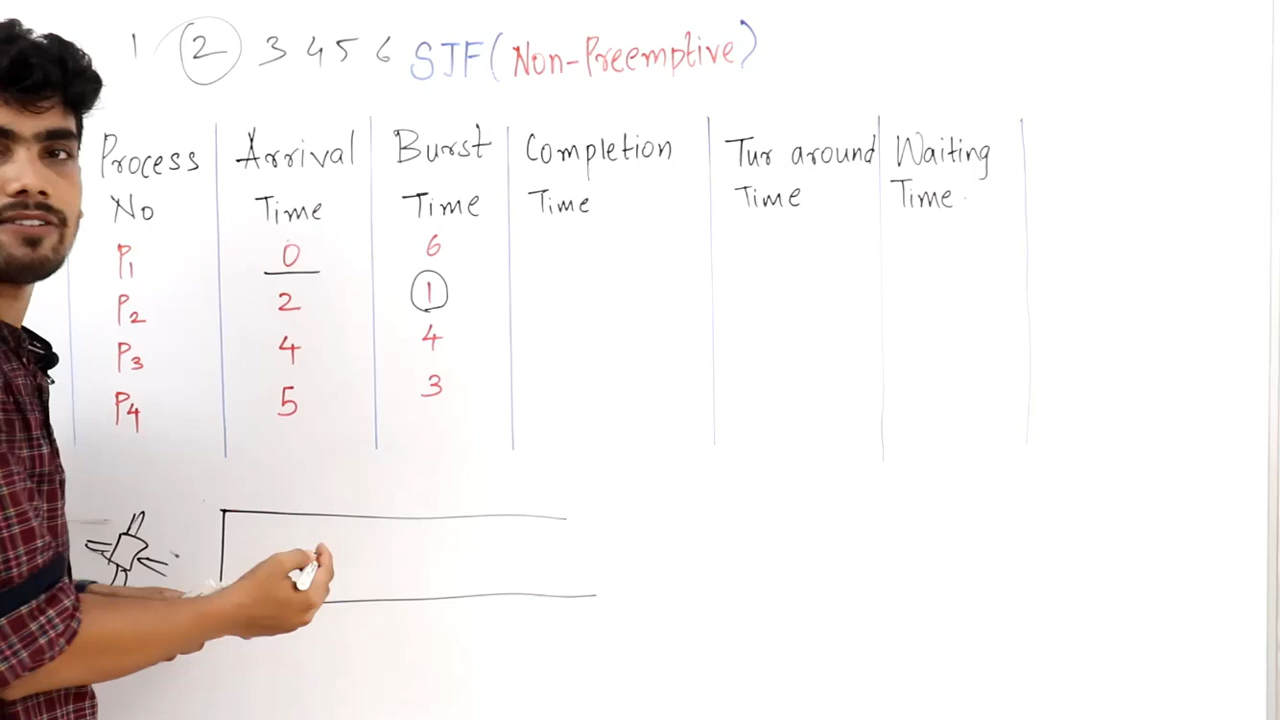 1 2 3 4 5 6 SJF (Non-Preemptive)
Process No Arrival Time Burst Time Completion Time Tur around Time Waiting Time
P1 0 6
P2 2 1
P3 4 4
P4 5 3